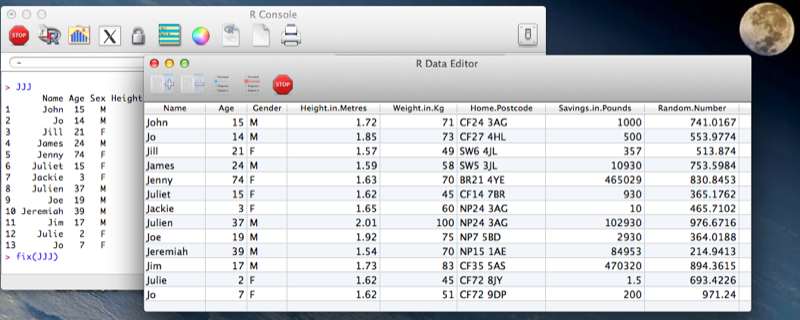 R Console
STOP
X
~
> JJJ
Name Age Sex Height
1 John 15 M
2 Jo 14 M
3 Jill 21 F
4 James 24 M
5 Jenny 74 F
6 Juliet 15 F
7 Jackie 3 F
8 Julien 37 M
9 Joe 19 M
10 Jeremiah 39 M
11 Jim 17 M
12 Julie 2 F
13 Jo 7 F
> fix(JJJ)
R Data Editor
STOP
Name Age Gender Height.in.Metres Weight.in.Kg Home.Postcode Savings.in.Pounds Random.Number
John 15 M 1.72 71 CF24 3AG 1000 741.0167
Jo 14 M 1.85 73 CF27 4HL 500 553.9774
Jill 21 F 1.57 49 SW6 4JL 357 513.874
James 24 M 1.59 58 SW5 3JL 10930 753.5984
Jenny 74 F 1.63 70 BR21 4YE 465029 830.8453
Juliet 15 F 1.62 45 CF14 7BR 930 365.1762
Jackie 3 F 1.65 60 NP24 3AG 10 465.7102
Julien 37 M 2.01 100 NP24 3AG 102930 976.6716
Joe 19 M 1.92 75 NP7 5BD 2930 364.0188
Jeremiah 39 M 1.54 70 NP15 1AE 84953 214.9413
Jim 17 M 1.73 83 CF35 5AS 470320 894.3615
Julie 2 F 1.62 45 CF72 8JY 1.5 693.4226
Jo 7 F 1.62 51 CF72 9DP 200 971.24